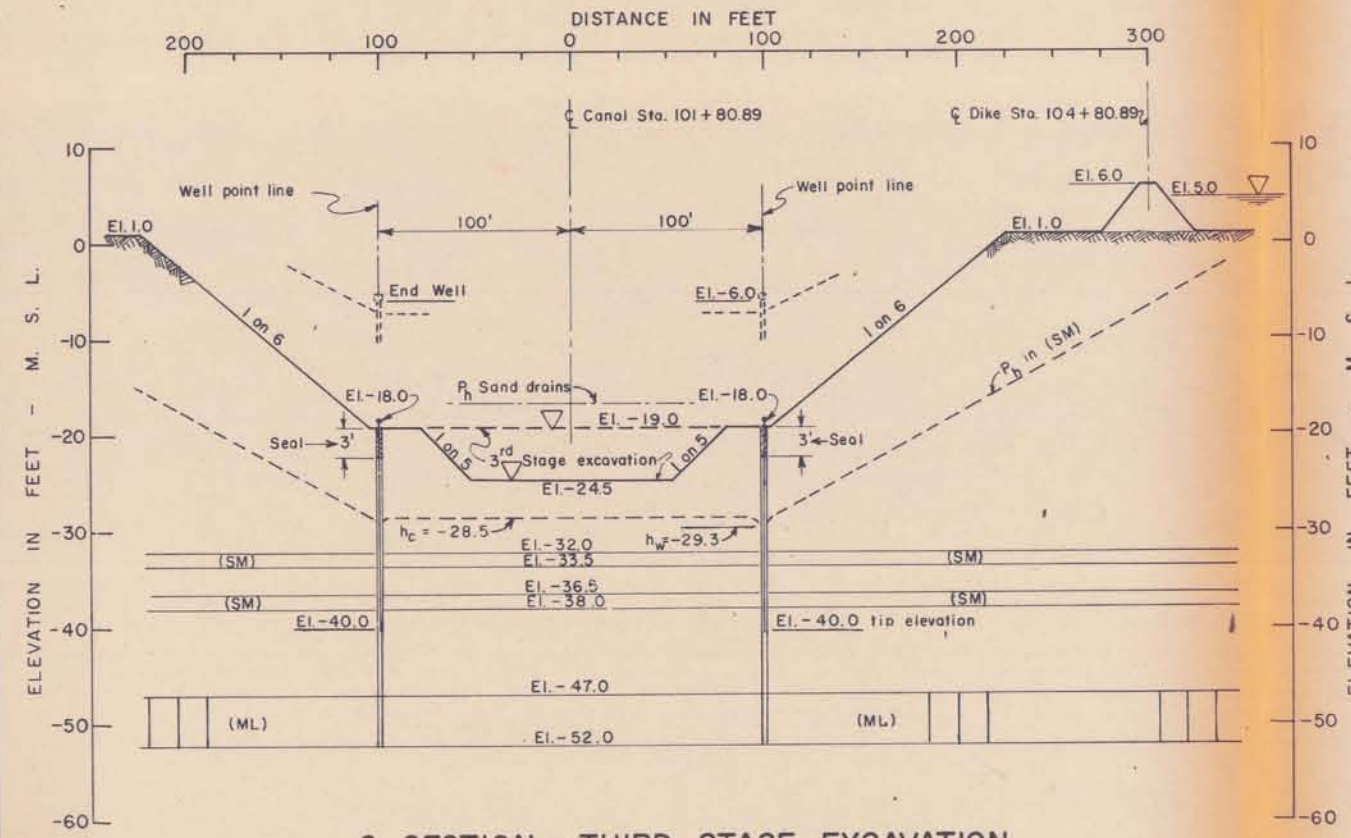 DISTANCE IN FEET
200 100 0 100 200 300
℄ Canal Sta. 101+80.89
℄ Dike Sta. 104+80.89
10
10
Well point line
Well point line
El. 6.0
El. 5.0
100'
100'
El. 1.0
El. 1.0
0
0
End Well
El.-6.0
1 on 6
1 on 6
-10
-10
Ph in (SM)
Ph Sand drains
El.-18.0
El.-18.0
El.-19.0
-20
-20
Seal
3'
3'
Seal
1 on 5
3rd Stage excavation
1 on 5
El.-24.5
hc = -28.5
hw=-29.3
-30
-30
El.-32.0
(SM)
El.-33.5
(SM)
El.-36.5
(SM)
El.-38.0
(SM)
El.-40.0
El.-40.0 tip elevation
-40
-40
El.-47.0
(ML)
(ML)
-50
-50
El.-52.0
-60
-60
ELEVATION IN FEET - M. S. L.